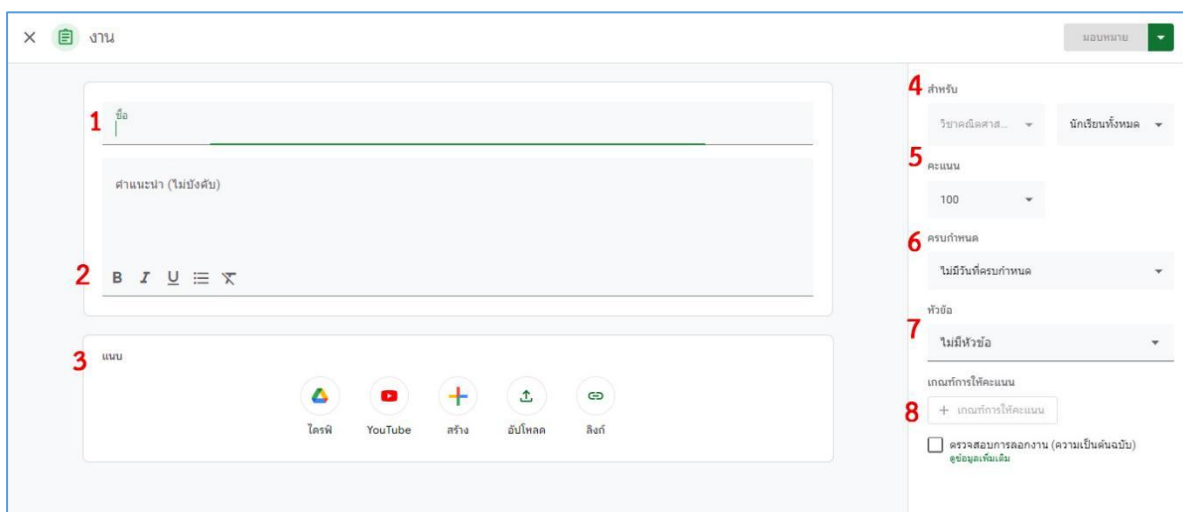 งาน
มอบหมาย
1 ชื่อ
คำแนะนำ (ไม่บังคับ)
2 B I U
3 แนบ
ไดรฟ์ YouTube สร้าง อัปโหลด ลิงก์
4 สำหรับ
วิชาคณิตศาส... นักเรียนทั้งหมด
5 คะแนน
100
6 ครบกำหนด
ไม่มีวันที่ครบกำหนด
หัวข้อ
7 ไม่มีหัวข้อ
เกณฑ์การให้คะแนน
8 + เกณฑ์การให้คะแนน
ตรวจสอบการลอกงาน (ความเป็นต้นฉบับ)
ดูข้อมูลเพิ่มเติม